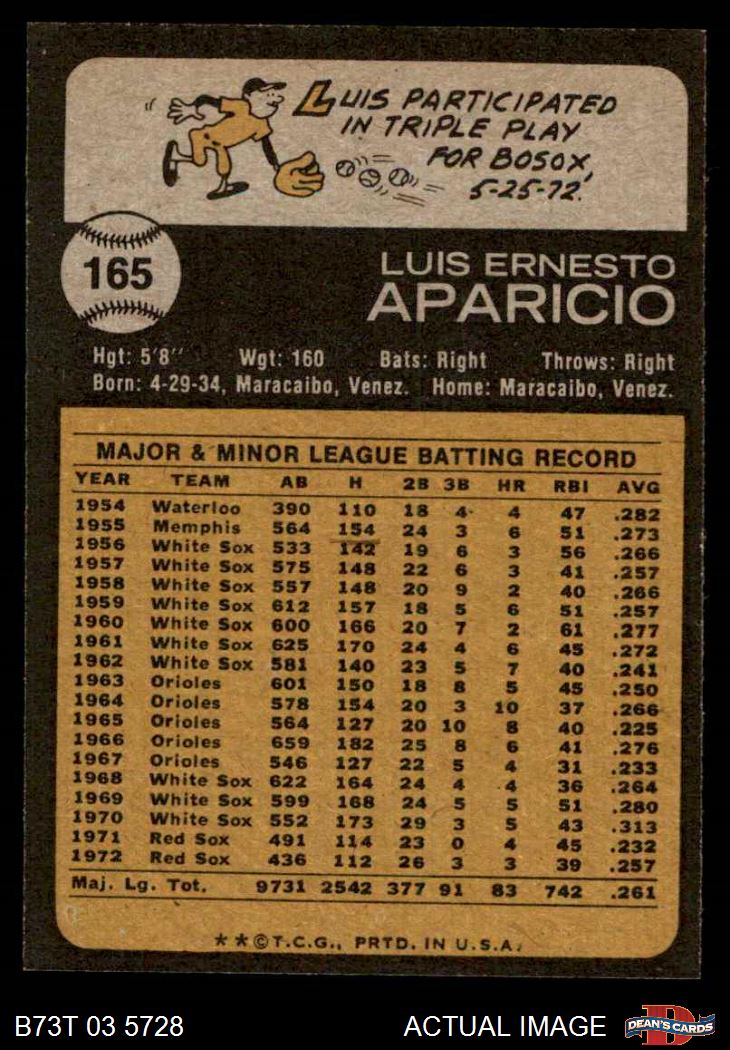 LUIS PARTICIPATED
IN TRIPLE PLAY
FOR BOSOX,
5-25-72.
165
LUIS ERNESTO
APARICIO
Hgt: 5'8" Wgt: 160 Bats: Right Throws: Right
Born: 4-29-34, Maracaibo, Venez. Home: Maracaibo, Venez.
MAJOR & MINOR LEAGUE BATTING RECORD
YEAR TEAM AB H 2B 3B HR RBI AVG
1954 Waterloo 390 110 18 4 4 47 .282
1955 Memphis 564 154 24 3 6 51 .273
1956 White Sox 533 142 19 6 3 56 .266
1957 White Sox 575 148 22 6 3 41 .257
1958 White Sox 557 148 20 9 2 40 .266
1959 White Sox 612 157 18 5 6 51 .257
1960 White Sox 600 166 20 7 2 61 .277
1961 White Sox 625 170 24 4 6 45 .272
1962 White Sox 581 140 23 5 7 40 .241
1963 Orioles 601 150 18 8 5 45 .250
1964 Orioles 578 154 20 3 10 37 .266
1965 Orioles 564 127 20 10 8 40 .225
1966 Orioles 659 182 25 8 6 41 .276
1967 Orioles 546 127 22 5 4 31 .233
1968 White Sox 622 164 24 4 4 36 .264
1969 White Sox 599 168 24 5 5 51 .280
1970 White Sox 552 173 29 3 5 43 .313
1971 Red Sox 491 114 23 0 4 45 .232
1972 Red Sox 436 112 26 3 3 39 .257
Maj. Lg. Tot. 9731 2542 377 91 83 742 .261
**©T.C.G., PRTD. IN U.S.A.
B73T 03 5728 ACTUAL IMAGE D DEAN'S CARDS